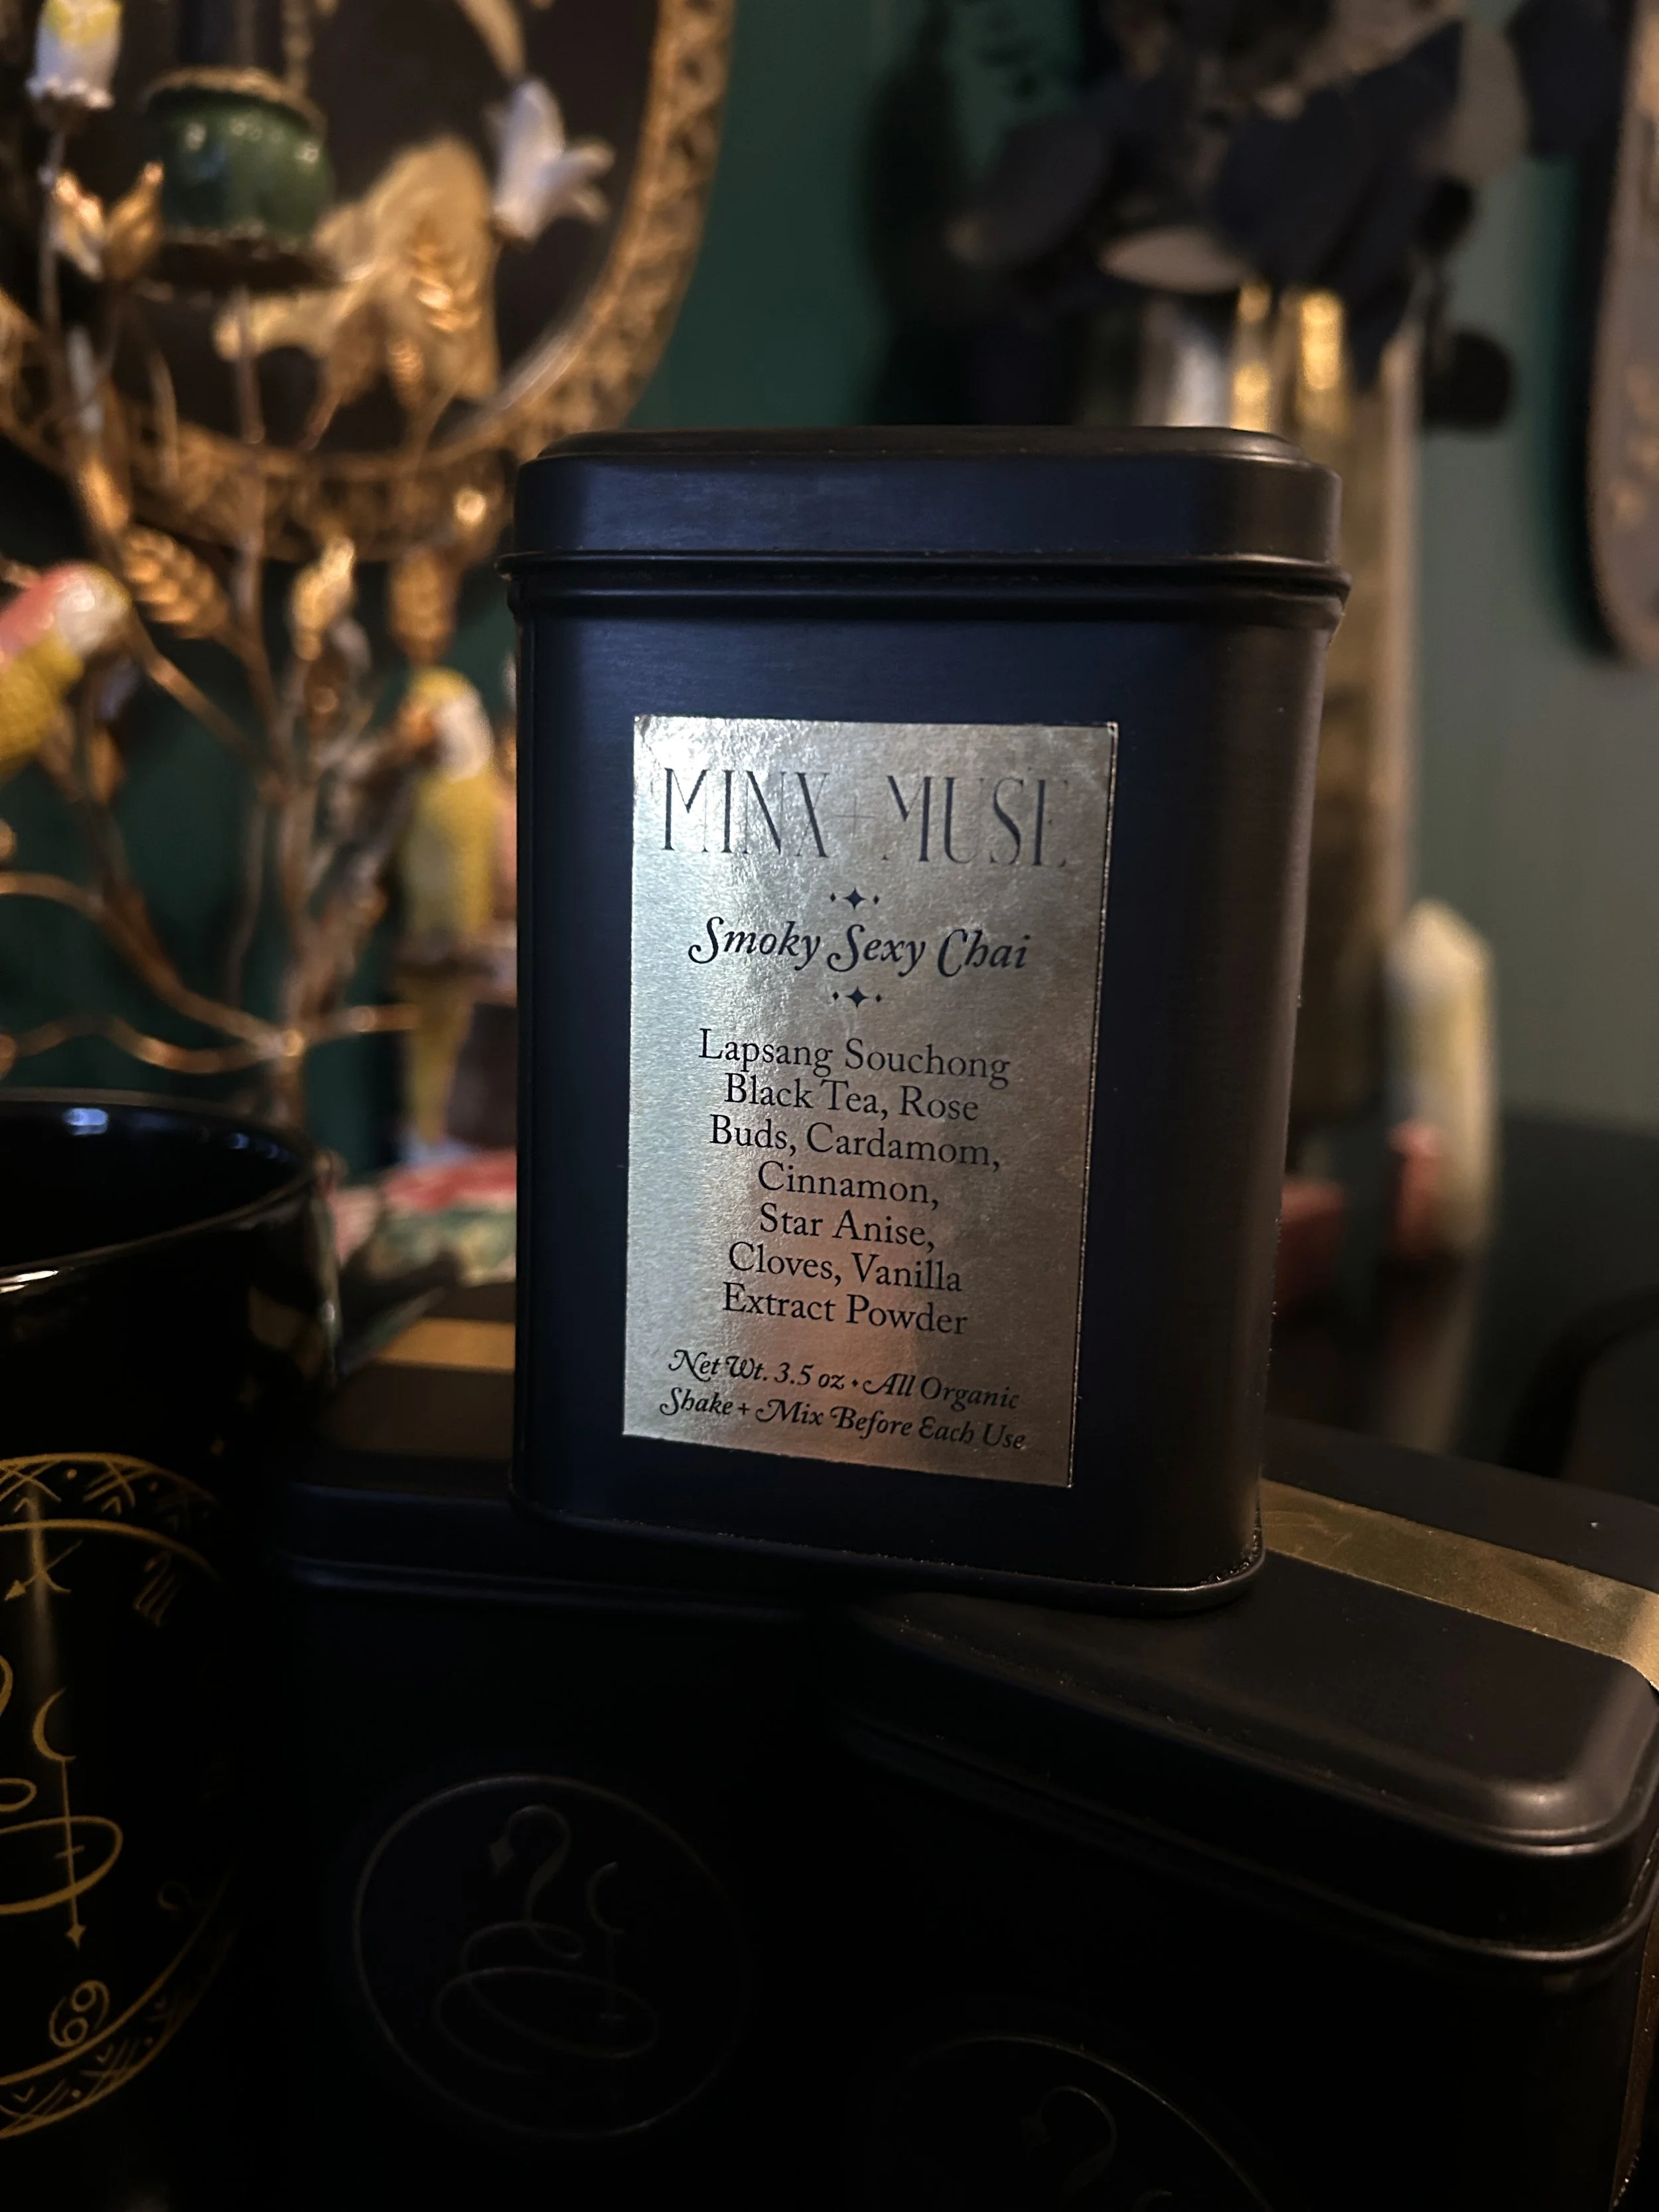 MINX + MUSE
Smoky Sexy Chai
Lapsang Souchong
Black Tea, Rose
Buds, Cardamom,
Cinnamon,
Star Anise,
Cloves, Vanilla
Extract Powder
Net Wt. 3.5 oz • All Organic
Shake + Mix Before Each Use